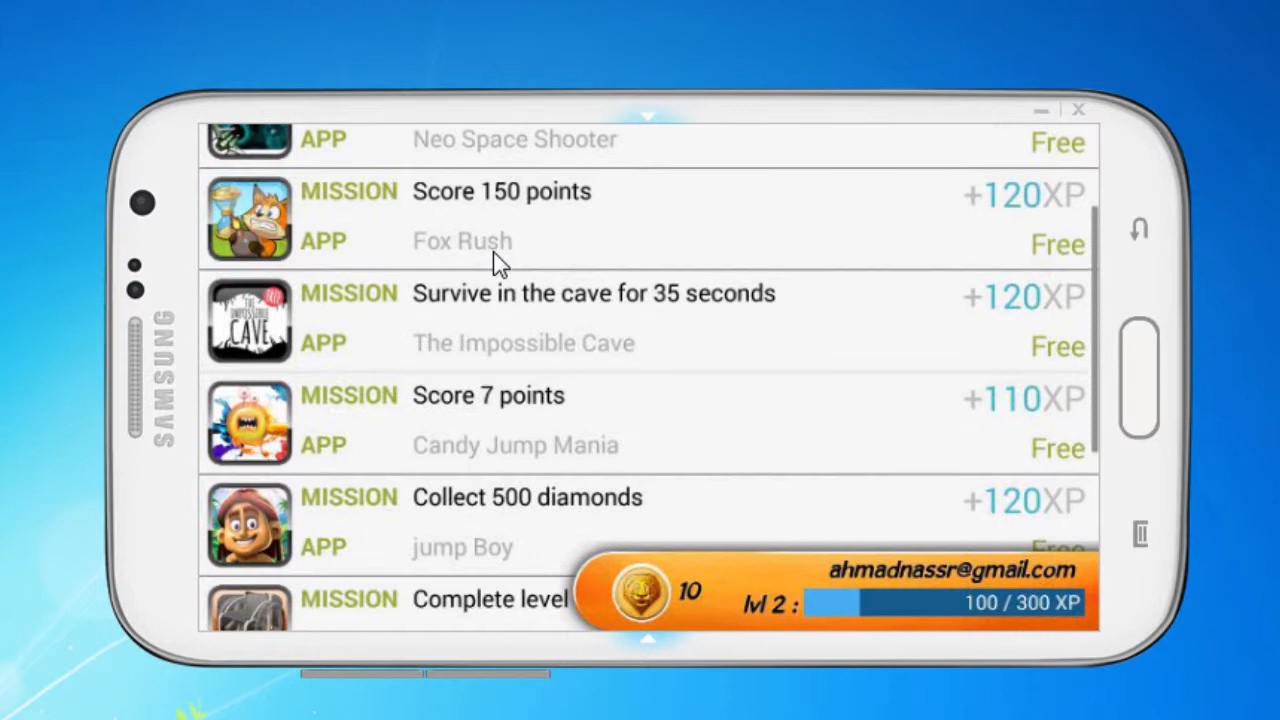 APP Neo Space Shooter Free
MISSION Score 150 points +120XP
APP Fox Rush Free
MISSION Survive in the cave for 35 seconds +120XP
THE IMPOSSIBLE CAVE FREE
APP The Impossible Cave Free
MISSION Score 7 points +110XP
APP Candy Jump Mania Free
MISSION Collect 500 diamonds +120XP
APP jump Boy Free
MISSION Complete level
ahmadnassr@gmail.com
10 lvl 2 : 100 / 300 XP
SAMSUNG